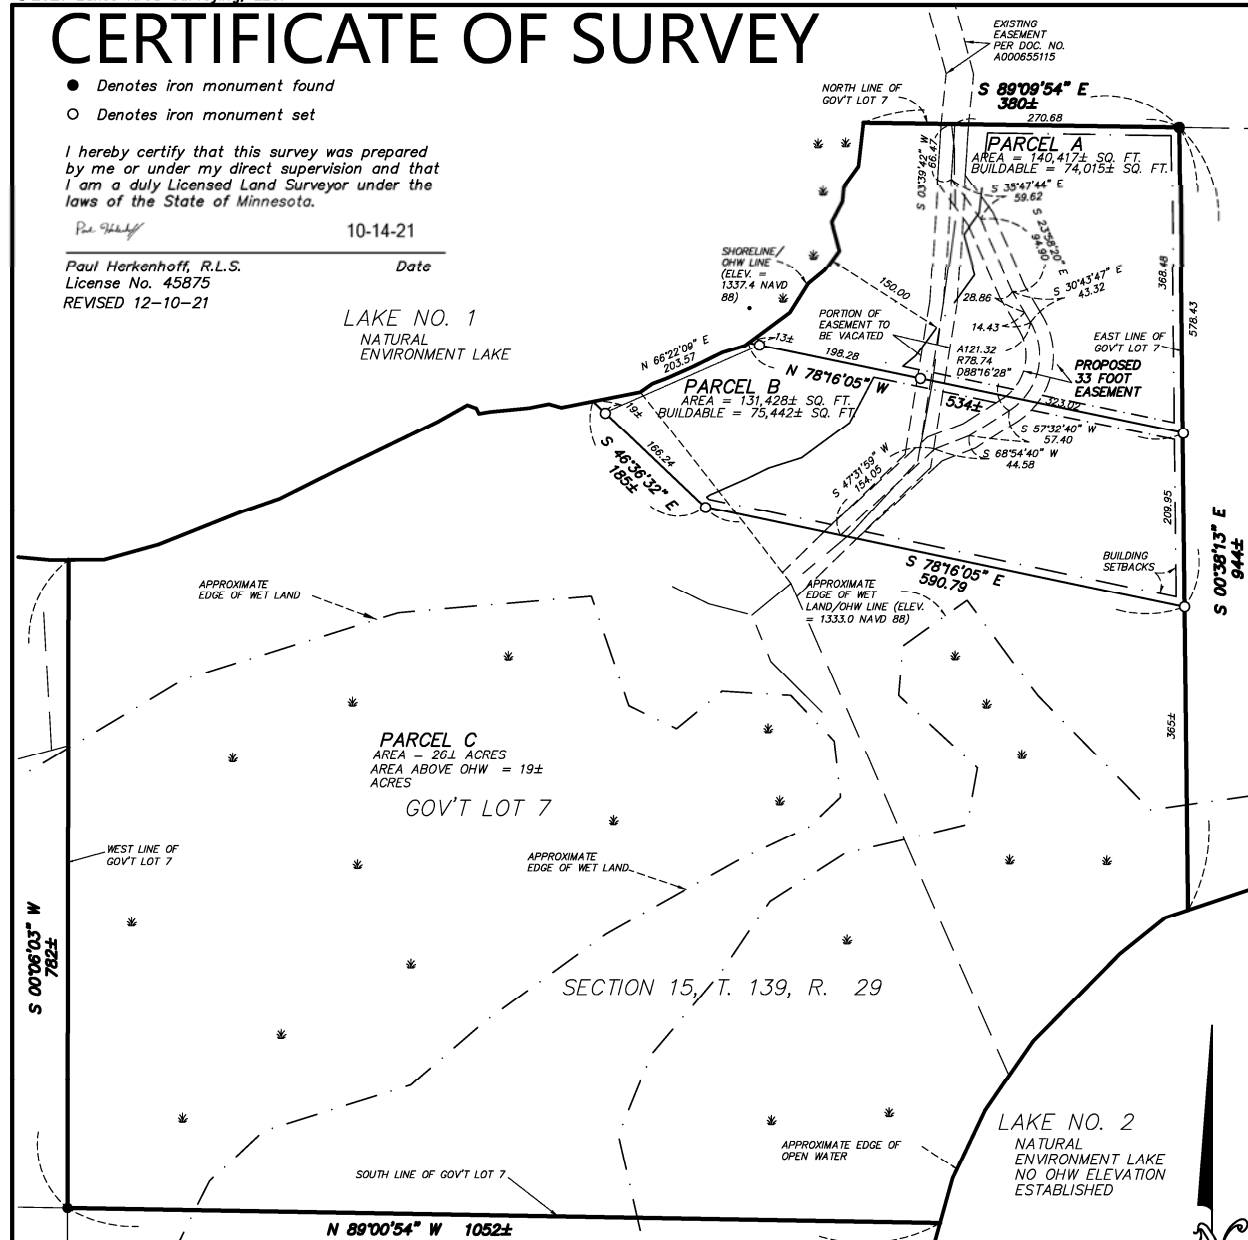 CERTIFICATE OF SURVEY
Denotes iron monument found
Denotes iron monument set
I hereby certify that this survey was prepared
by me or under my direct supervision and that
I am a duly Licensed Land Surveyor under the
laws of the State of Minnesota.
10-14-21
Paul Herkenhoff, R.L.S.
Date
License No. 45875
REVISED 12-10-21
LAKE NO. 1
NATURAL
ENVIRONMENT LAKE
EXISTING
EASEMENT
PER DOC. NO.
A000655115
NORTH LINE OF
GOV'T LOT 7
S 89°09'54" E
380±
270.68
PARCEL A
AREA = 140,417± SQ. FT.
BUILDABLE = 74,015± SQ. FT.
S 03°39'42" W
66.47
S 35°47'44" E
59.62
S 23°58'20" E
94.90
S 30°43'47" E
43.32
28.86
14.43
368.48
578.43
SHORELINE/
OHW LINE
(ELEV. =
1337.4 NAVD
88)
150.00
PORTION OF
EASEMENT TO
BE VACATED
A121.32
R78.74
D88°16'28"
EAST LINE OF
GOV'T LOT 7
PROPOSED
33 FOOT
EASEMENT
N 66°22'09" E
203.57
13±
198.28
N 78°16'05" W
534±
323.02
PARCEL B
AREA = 131,428± SQ. FT.
BUILDABLE = 75,442± SQ. FT.
19±
166.24
S 46°36'32" E
185±
S 57°32'40" W
57.40
S 68°54'40" W
44.58
S 47°31'59" W
154.05
209.95
S 00°38'13" E
944±
BUILDING
SETBACKS
S 78°16'05" E
590.79
APPROXIMATE
EDGE OF WET LAND
APPROXIMATE
EDGE OF WET
LAND/OHW LINE (ELEV.
= 1333.0 NAVD 88)
365±
PARCEL C
AREA = 26± ACRES
AREA ABOVE OHW = 19±
ACRES
GOV'T LOT 7
WEST LINE OF
GOV'T LOT 7
APPROXIMATE
EDGE OF WET LAND
S 00°06'03" W
782±
SECTION 15, T. 139, R. 29
LAKE NO. 2
NATURAL
ENVIRONMENT LAKE
NO OHW ELEVATION
ESTABLISHED
APPROXIMATE EDGE OF
OPEN WATER
SOUTH LINE OF GOV'T LOT 7
N 89°00'54" W 1052±